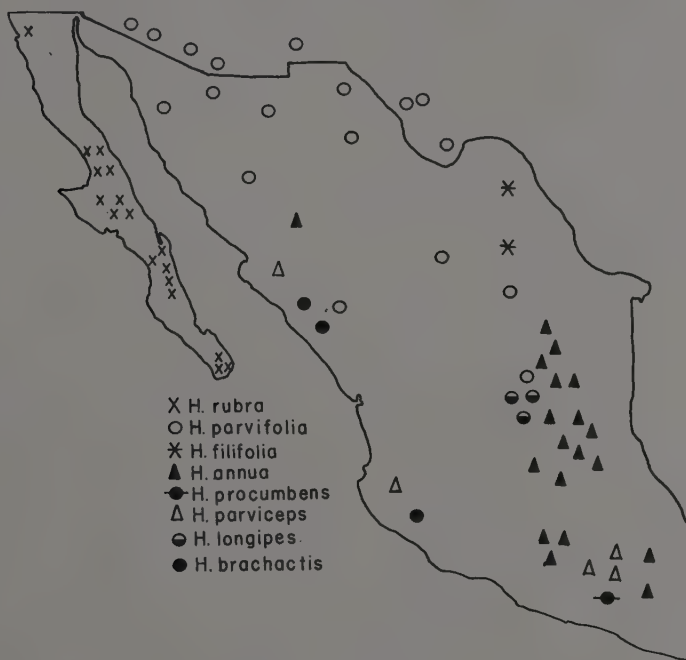 X H. rubra
H. parvifolia
H. filifolia
H. annua
H. procumbens
H. parviceps
H. longipes
H. brachactis